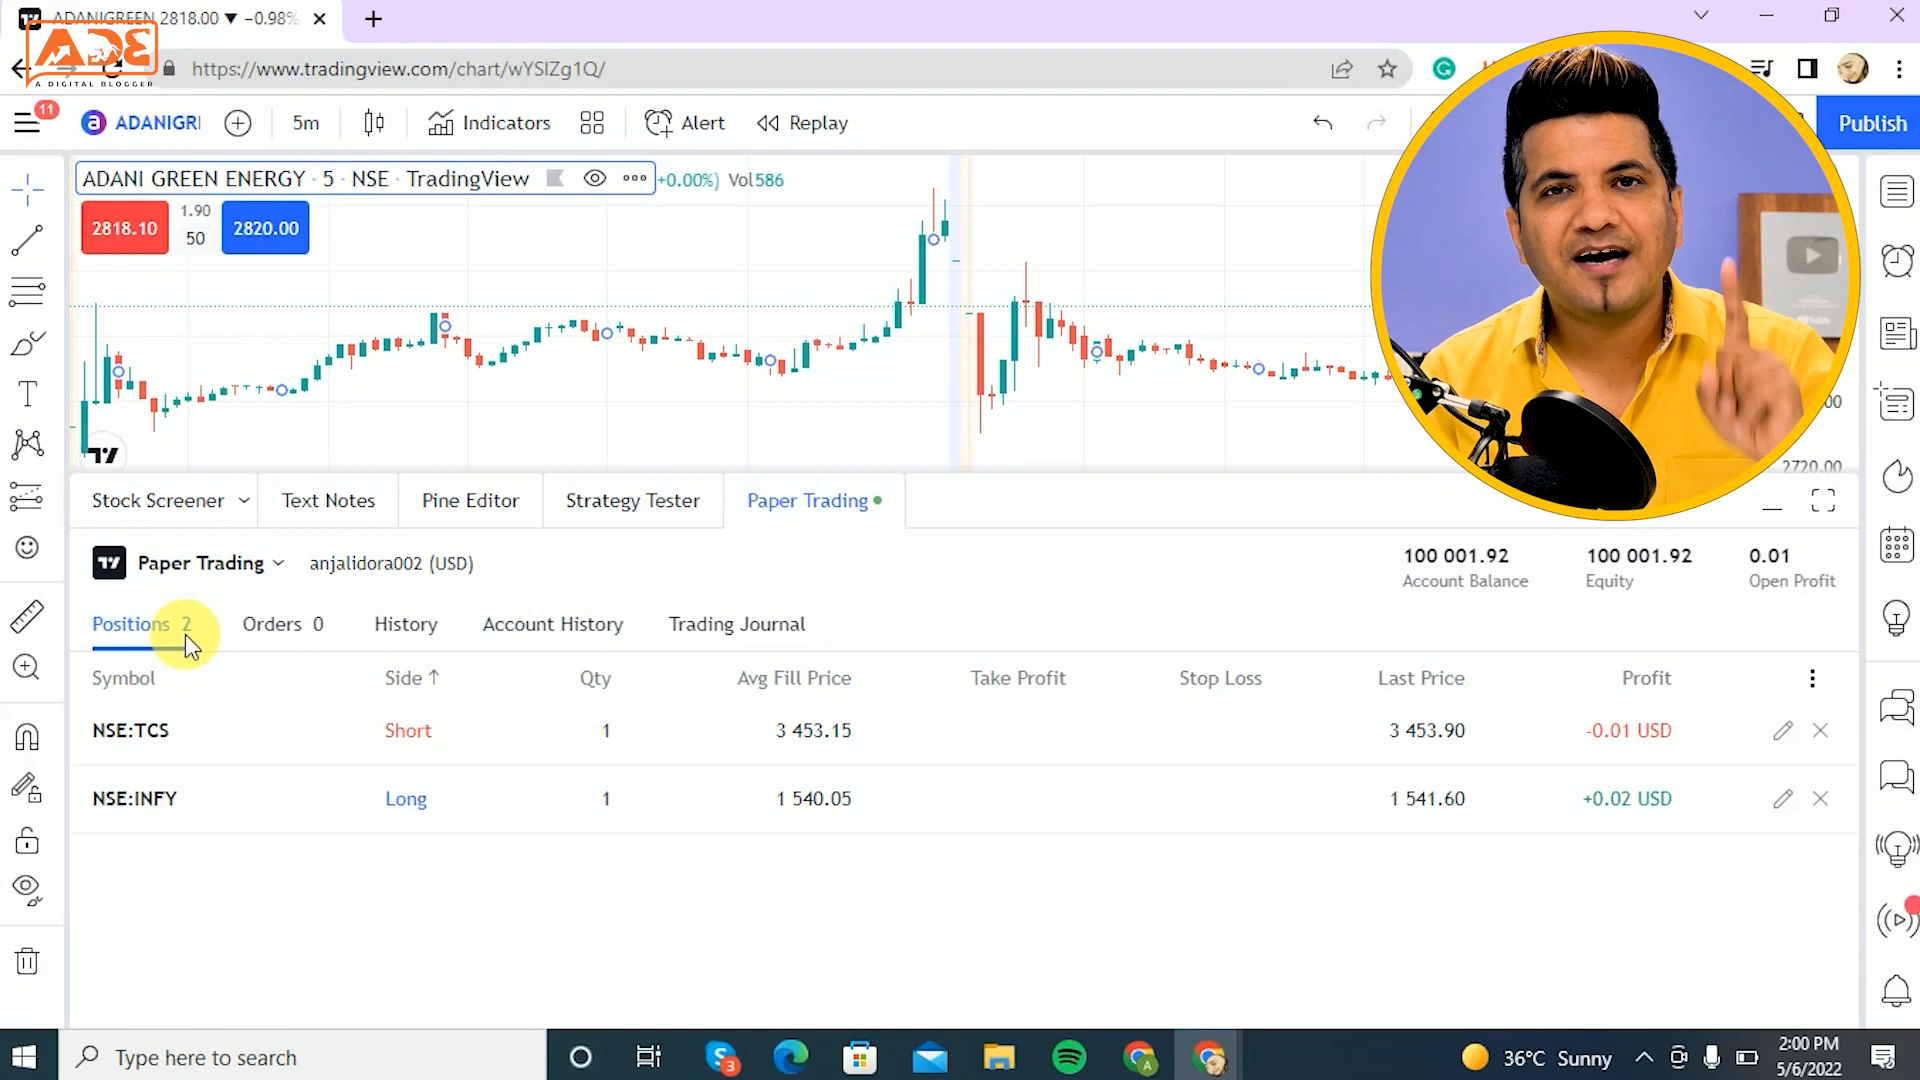 ADANIGREEN 2818.00 ▼ −0.98%
ADE
A DIGITAL BLOGGER
https://www.tradingview.com/chart/wYSIZg1Q/
11
ADANIGRI
5m
Indicators
Alert
Replay
Publish
ADANI GREEN ENERGY · 5 · NSE · TradingView
+0.00%) Vol586
2818.10
1.90
50
2820.00
2720.00
Stock Screener
Text Notes
Pine Editor
Strategy Tester
Paper Trading
Paper Trading
anjalidora002 (USD)
100 001.92
Account Balance
100 001.92
Equity
0.01
Open Profit
Positions 2
Orders 0
History
Account History
Trading Journal
Symbol Side ↑ Qty Avg Fill Price Take Profit Stop Loss Last Price Profit
NSE:TCS Short 1 3 453.15 3 453.90 -0.01 USD
NSE:INFY Long 1 1 540.05 1 541.60 +0.02 USD
Type here to search
3
A
36°C Sunny
2:00 PM
5/6/2022